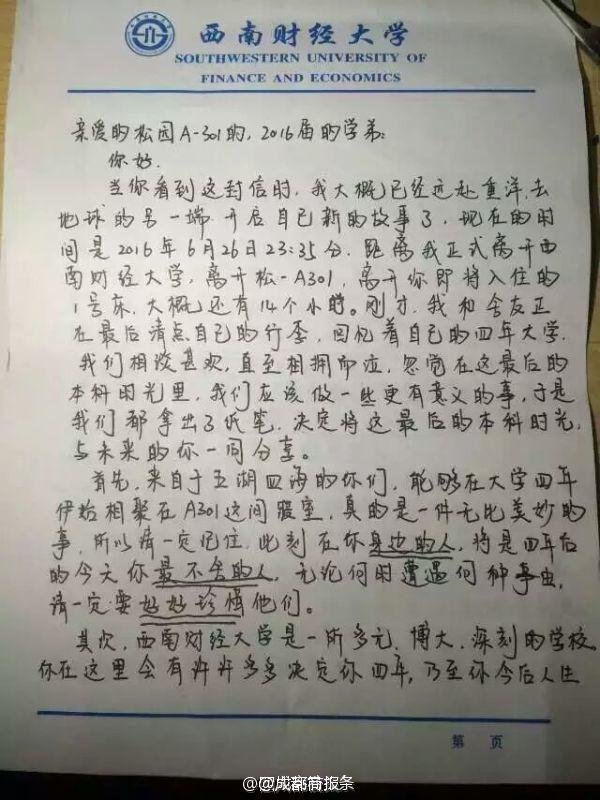 西南财经大学
SOUTHWESTERN UNIVERSITY OF
FINANCE AND ECONOMICS
亲爱的松园A-301的,2016届的学弟:
你好.
当你看到这封信时,我大概已经远赴重洋,去
地球的另一端开启自己新的故事了,现在的时
间是2016年6月26日23:35分.距离我正式离开西
南财经大学,离开松-A301,离开你即将入住的
1号床,大概还有14个小时。刚才,我和舍友正
在最后清点自己的行李,回忆着自己的四年大学.
我们相谈甚欢,直至相拥而泣,忽觉在这最后的
本科时光里,我们应该做一些更有意义的事,于是
我们都拿出了纸笔,决定将这最后的本科时光,
与未来的你一同分享。
首先,来自于五湖四海的你们,能够在大学四年
伊始相聚在A301这间寝室,真的是一件无比美妙的
事,所以请一定记住,此刻在你身边的人,将是四年后
的今天你最不舍的人,无论何时遭遇何种事由,
请一定要好好珍惜他们。
其次,西南财经大学是一所多元、博大、深刻的学校.
你在这里会有许许多多决定你四年,乃至你今后人生
第 页
@成都商报条